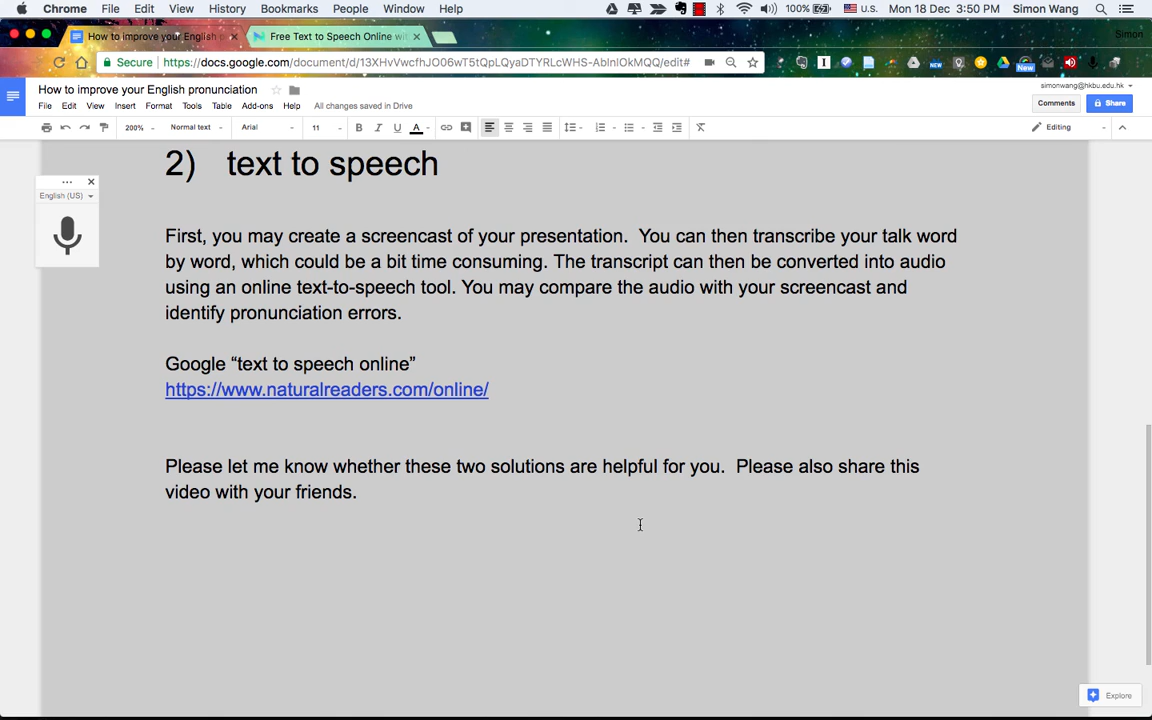 Chrome File Edit View History Bookmarks People Window Help 100% U.S. Mon 18 Dec 3:50 PM Simon Wang
How to improve your English Free Text to Speech Online wit Simon
Secure https://docs.google.com/document/d/13XHvVwcfhJO06wT5tQpLQyaDTYRLcWHS-AbInIOkMQQ/edit# New
How to improve your English pronunciation simonwang@hkbu.edu.hk
File Edit View Insert Format Tools Table Add-ons Help All changes saved in Drive Comments Share
200% Normal text Arial 11 B I U A Editing
2) text to speech
English (US)
First, you may create a screencast of your presentation. You can then transcribe your talk word
by word, which could be a bit time consuming. The transcript can then be converted into audio
using an online text-to-speech tool. You may compare the audio with your screencast and
identify pronunciation errors.
Google “text to speech online”
https://www.naturalreaders.com/online/
Please let me know whether these two solutions are helpful for you. Please also share this
video with your friends.
Explore